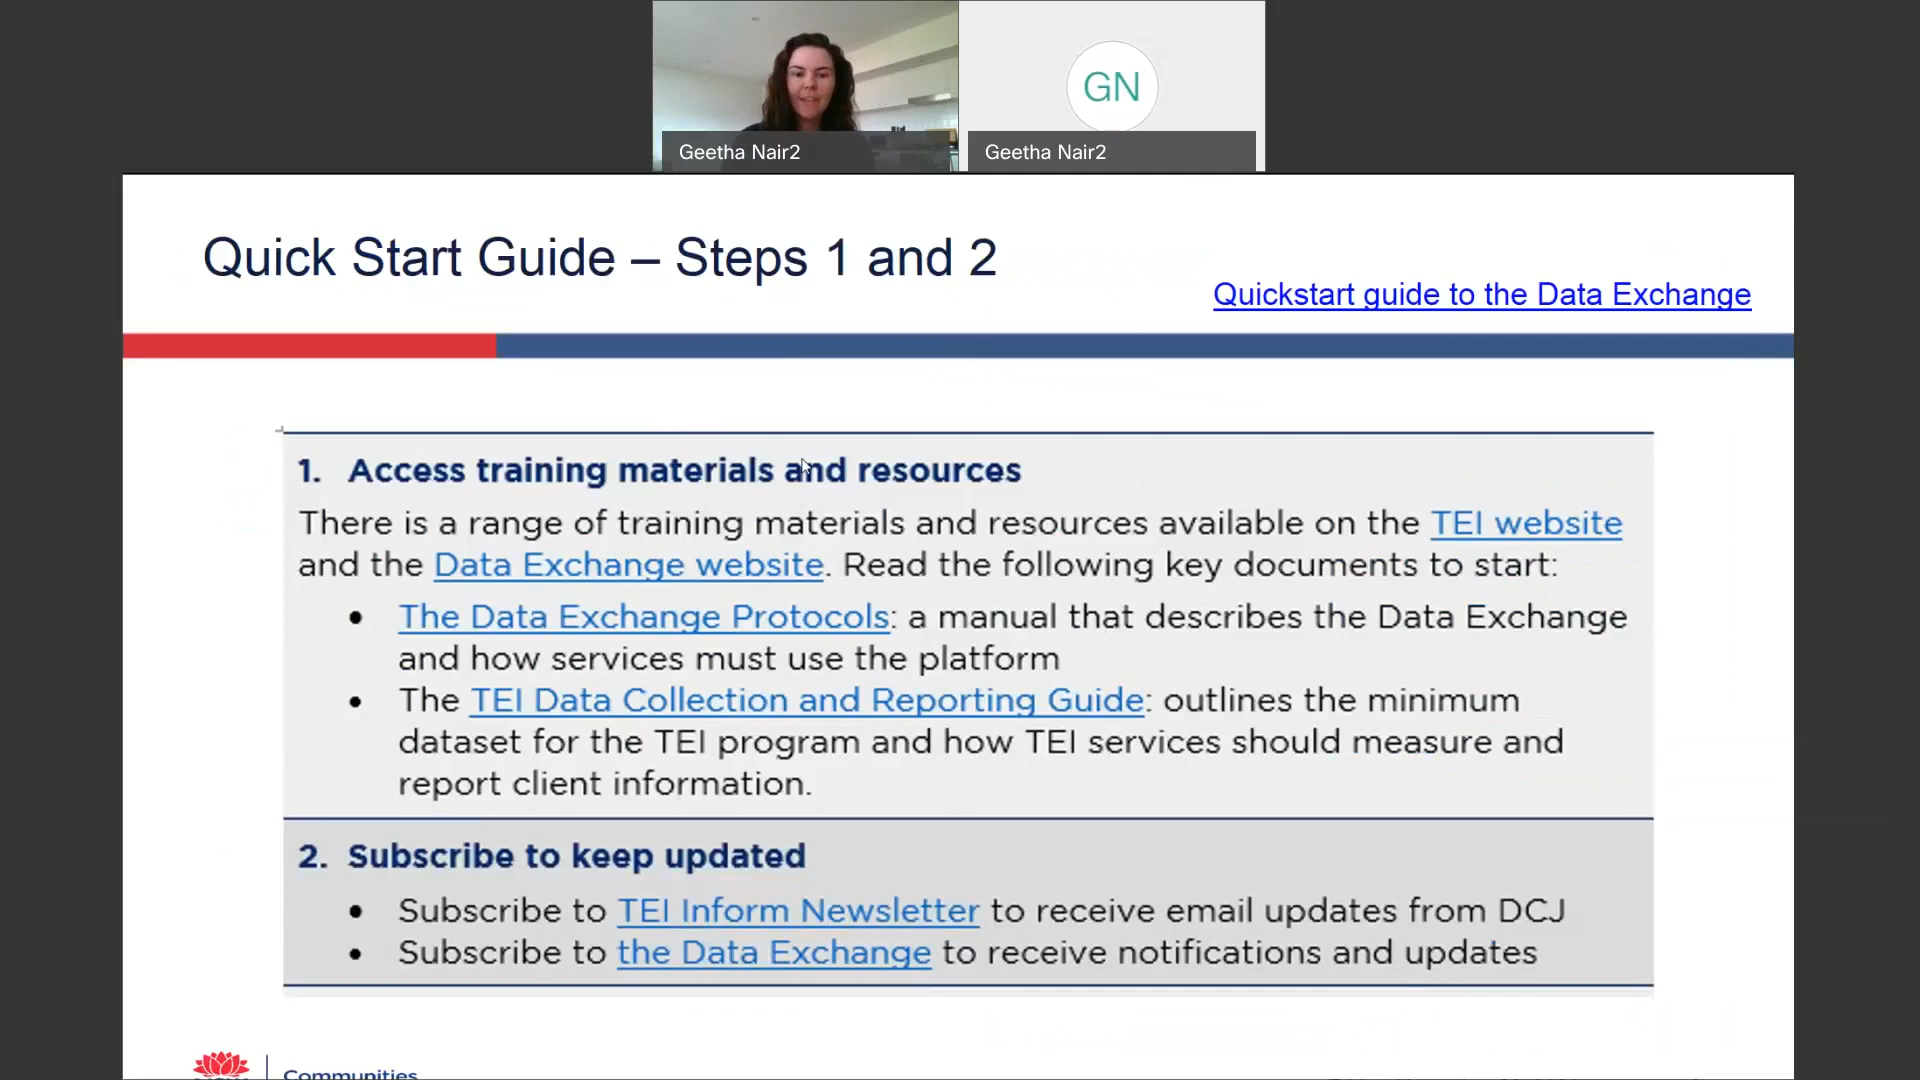 GN
Geetha Nair2
Geetha Nair2
Quick Start Guide – Steps 1 and 2
Quickstart guide to the Data Exchange
1. Access training materials and resources
There is a range of training materials and resources available on the TEI website
and the Data Exchange website. Read the following key documents to start:
• The Data Exchange Protocols: a manual that describes the Data Exchange
and how services must use the platform
• The TEI Data Collection and Reporting Guide: outlines the minimum
dataset for the TEI program and how TEI services should measure and
report client information.
2. Subscribe to keep updated
• Subscribe to TEI Inform Newsletter to receive email updates from DCJ
• Subscribe to the Data Exchange to receive notifications and updates
Communities